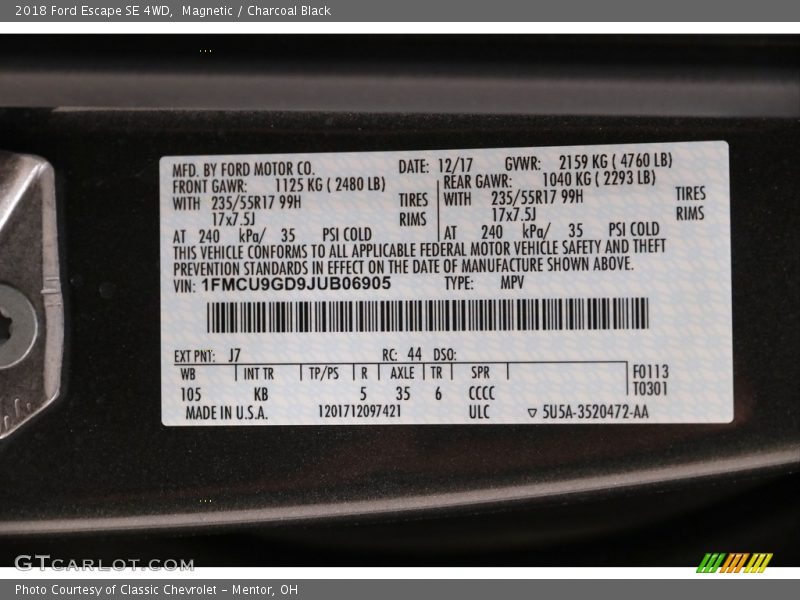 2018 Ford Escape SE 4WD, Magnetic / Charcoal Black
MFD. BY FORD MOTOR CO. DATE: 12/17 GVWR: 2159 KG ( 4760 LB)
FRONT GAWR: 1125 KG ( 2480 LB) REAR GAWR: 1040 KG ( 2293 LB)
WITH 235/55R17 99H TIRES WITH 235/55R17 99H TIRES
17x7.5J RIMS 17x7.5J RIMS
AT 240 kPa/ 35 PSI COLD AT 240 kPa/ 35 PSI COLD
THIS VEHICLE CONFORMS TO ALL APPLICABLE FEDERAL MOTOR VEHICLE SAFETY AND THEFT
PREVENTION STANDARDS IN EFFECT ON THE DATE OF MANUFACTURE SHOWN ABOVE.
VIN: 1FMCU9GD9JUB06905 TYPE: MPV
EXT PNT: J7 RC: 44 DSO:
WB INT TR TP/PS R AXLE TR SPR F0113
105 KB 5 35 6 CCCC T0301
MADE IN U.S.A. 1201712097421 ULC ▽ 5U5A-3520472-AA
GTCARLOT.COM
Photo Courtesy of Classic Chevrolet - Mentor, OH